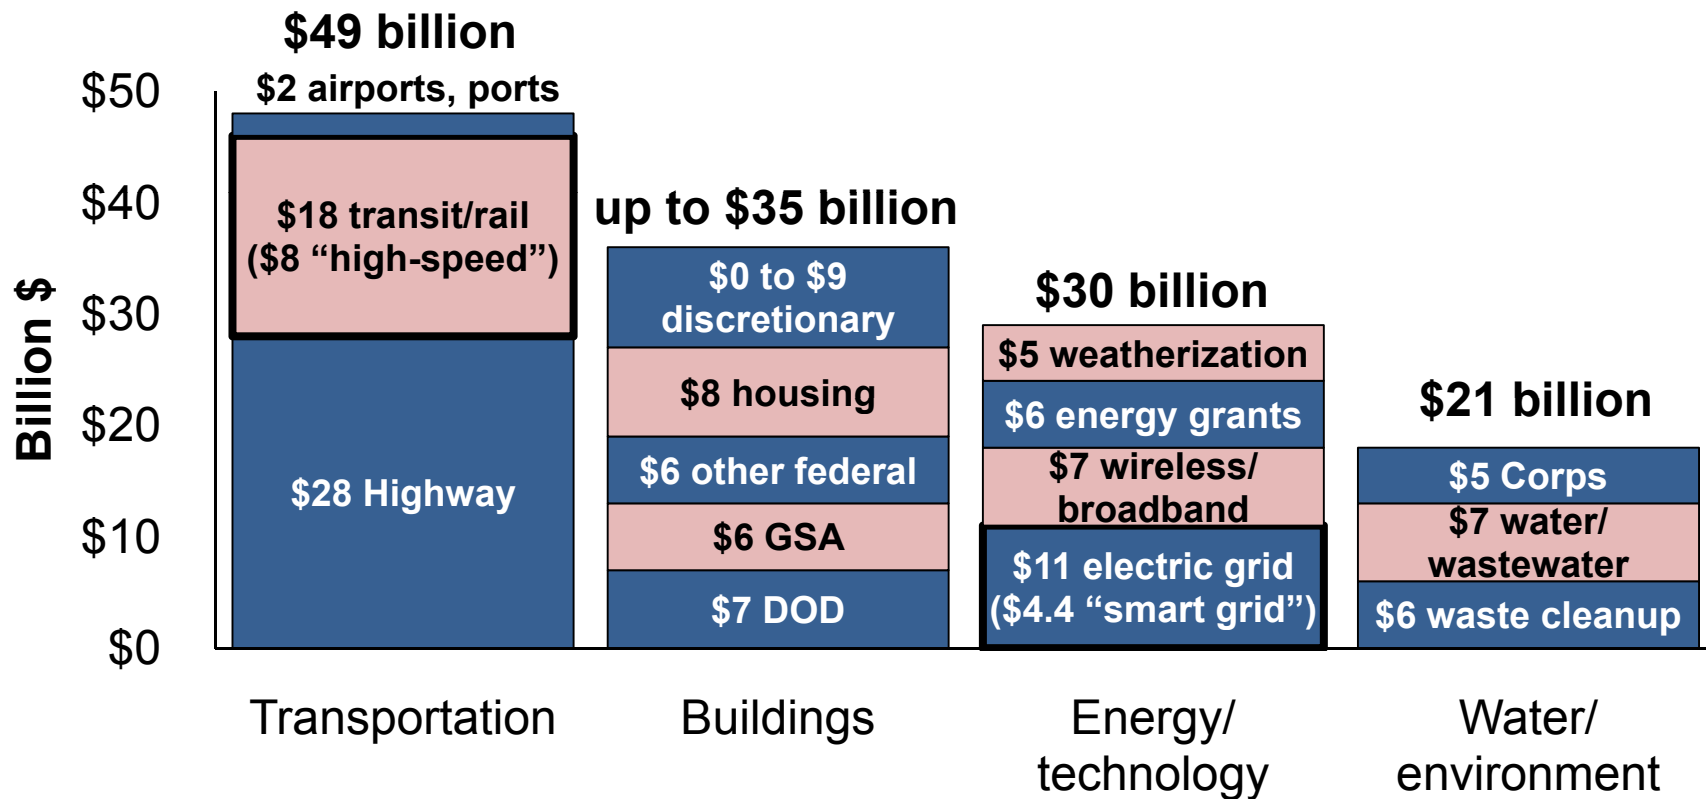 $49 billion
$2 airports, ports
$50
$40
$30
$20
$10
$0
Billion $
$18 transit/rail
($8 “high-speed”)
$28 Highway
up to $35 billion
$0 to $9
discretionary
$8 housing
$6 other federal
$6 GSA
$7 DOD
$30 billion
$5 weatherization
$6 energy grants
$7 wireless/
broadband
$11 electric grid
($4.4 “smart grid”)
$21 billion
$5 Corps
$7 water/
wastewater
$6 waste cleanup
Transportation
Buildings
Energy/
technology
Water/
environment